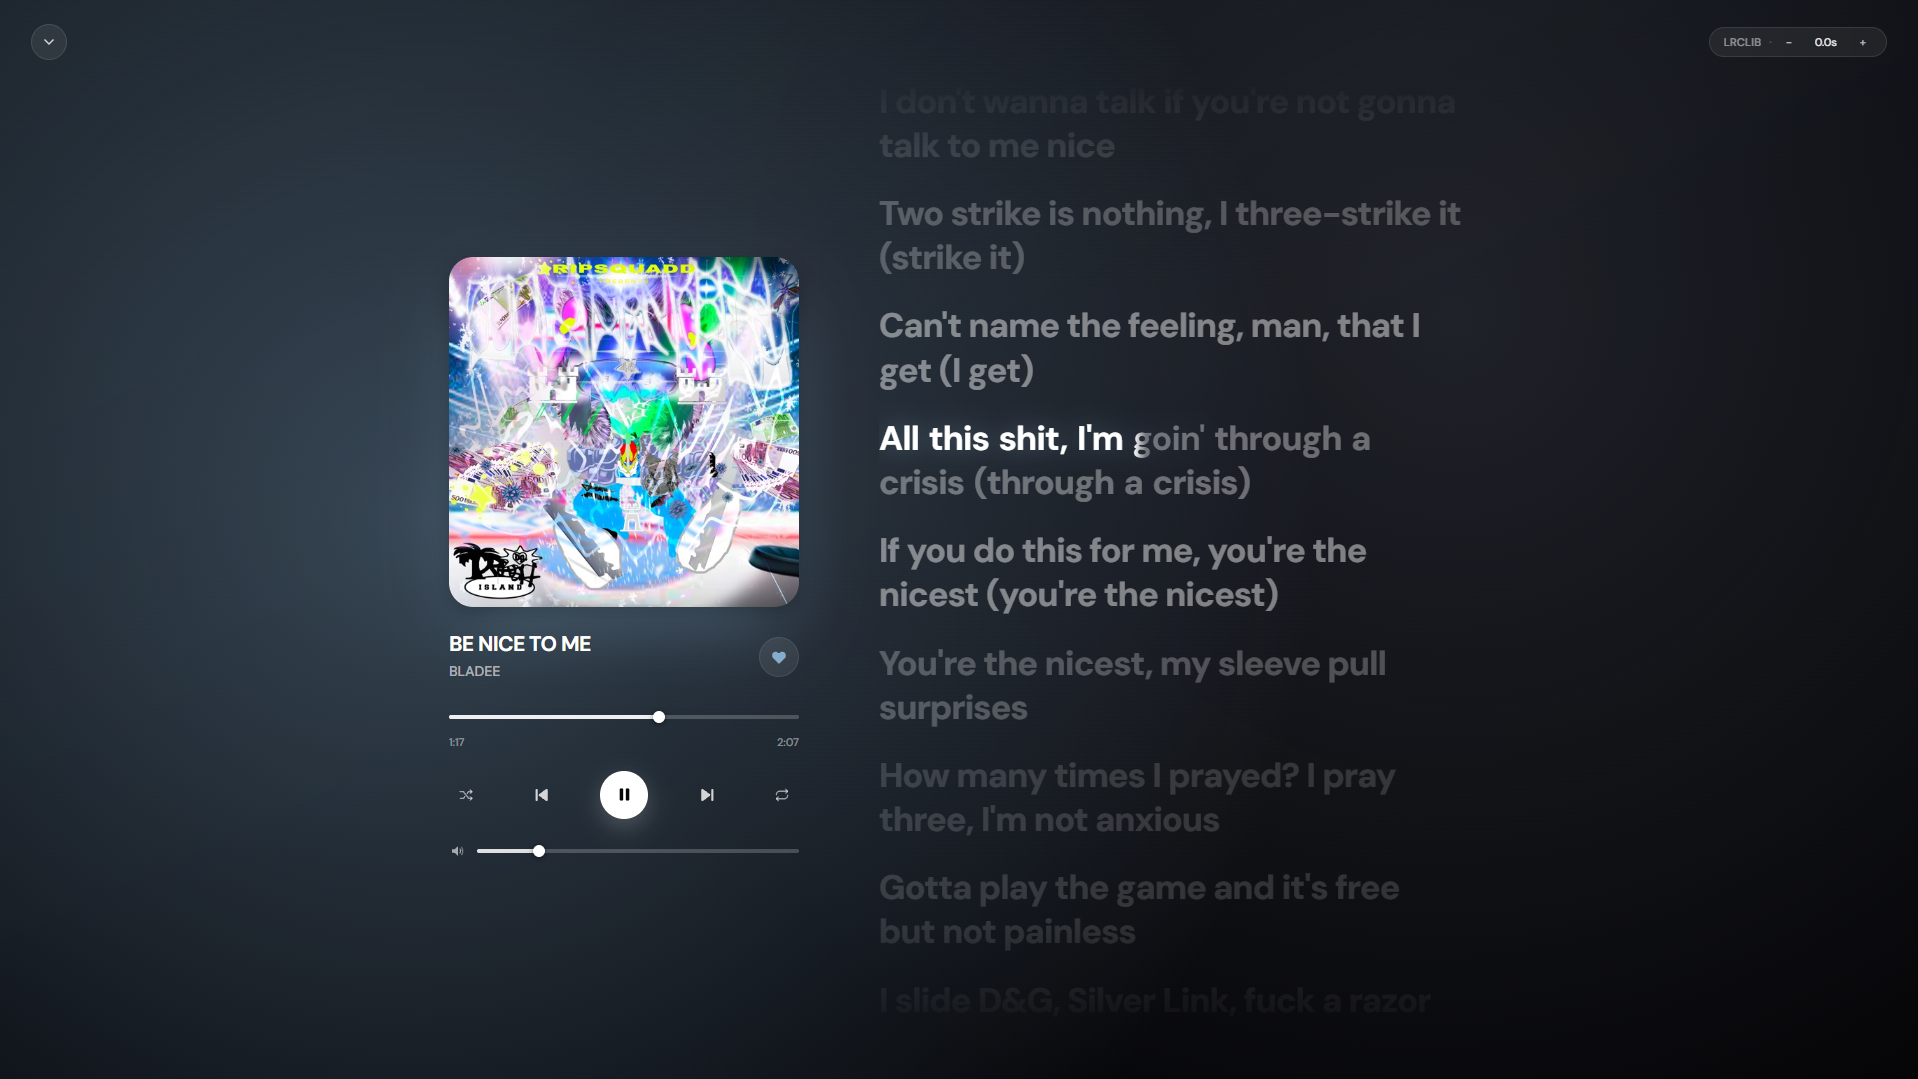 LRCLIB · − 0.0s +
I don't wanna talk if you're not gonna
talk to me nice
Two strike is nothing, I three-strike it
(strike it)
Can't name the feeling, man, that I
get (I get)
All this shit, I'm goin' through a
crisis (through a crisis)
If you do this for me, you're the
nicest (you're the nicest)
You're the nicest, my sleeve pull
surprises
How many times I prayed? I pray
three, I'm not anxious
Gotta play the game and it's free
but not painless
I slide D&G, Silver Link, fuck a razor
RIPSQUADD
ISLAND
BE NICE TO ME
BLADEE
1:17
2:07